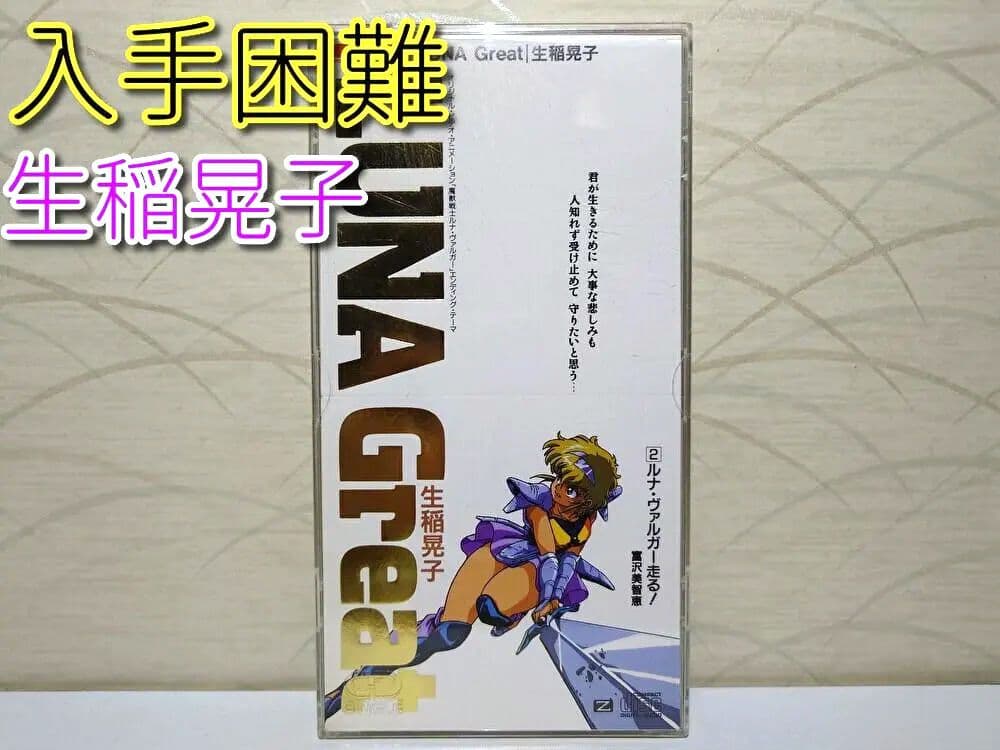 入手困難
生稲晃子
NA Great|生稲晃子
LUNA Great
生稲晃子
オリジナル・ビデオ・アニメーション「魔獣戦士ルナ・ヴァルガー」エンディング・テーマ
君が生きるために 大事な悲しみも
人知れず受け止めて 守りたいと思う…
2 ルナ・ヴァルガー走る!
富沢美智恵
Z
COMPACT
disc
DIGITAL AUDIO